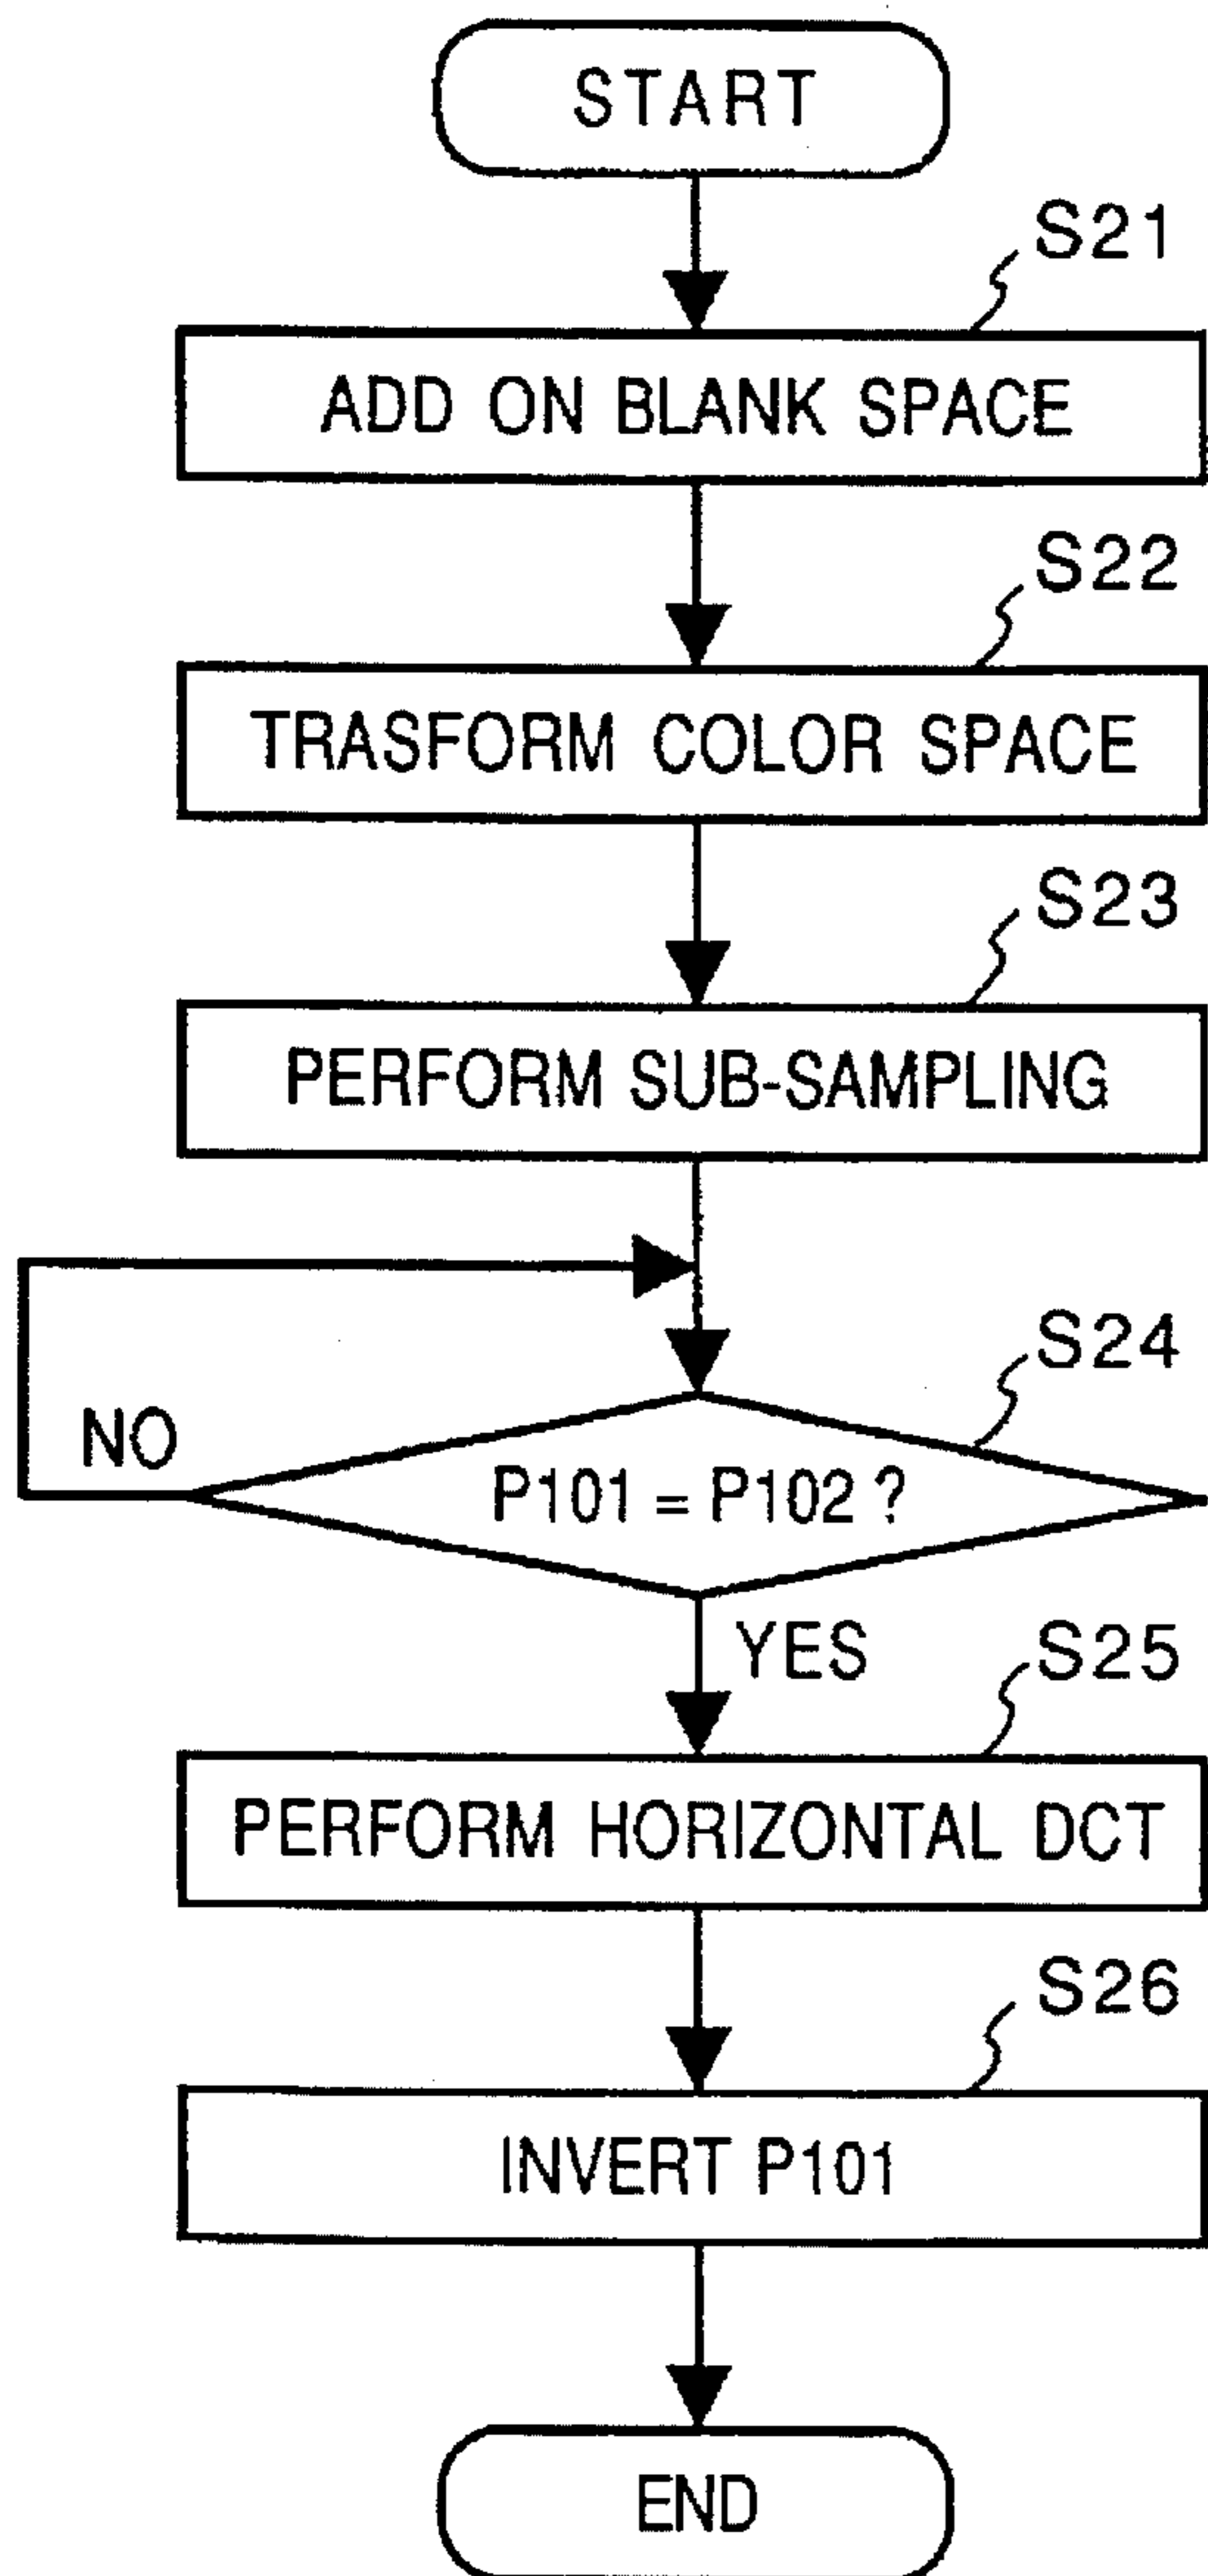 START
S21
ADD ON BLANK SPACE
S22
TRASFORM COLOR SPACE
S23
PERFORM SUB-SAMPLING
S24
NO
P101 = P102 ?
YES
S25
PERFORM HORIZONTAL DCT
S26
INVERT P101
END